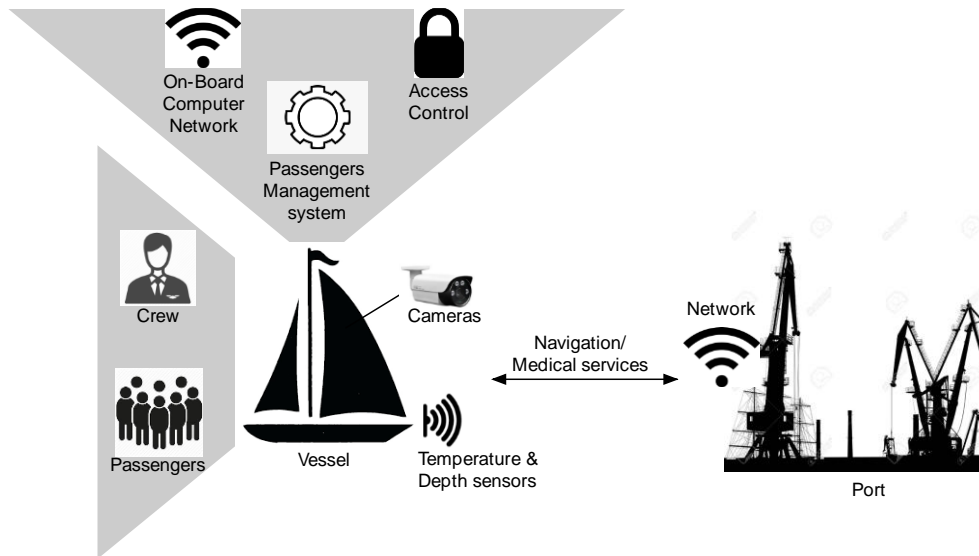 On-Board
Computer
Network
Access
Control
Passengers
Management
system
Crew
Cameras
Network
Navigation/
Medical services
Passengers
Vessel
Temperature &
Depth sensors
Port